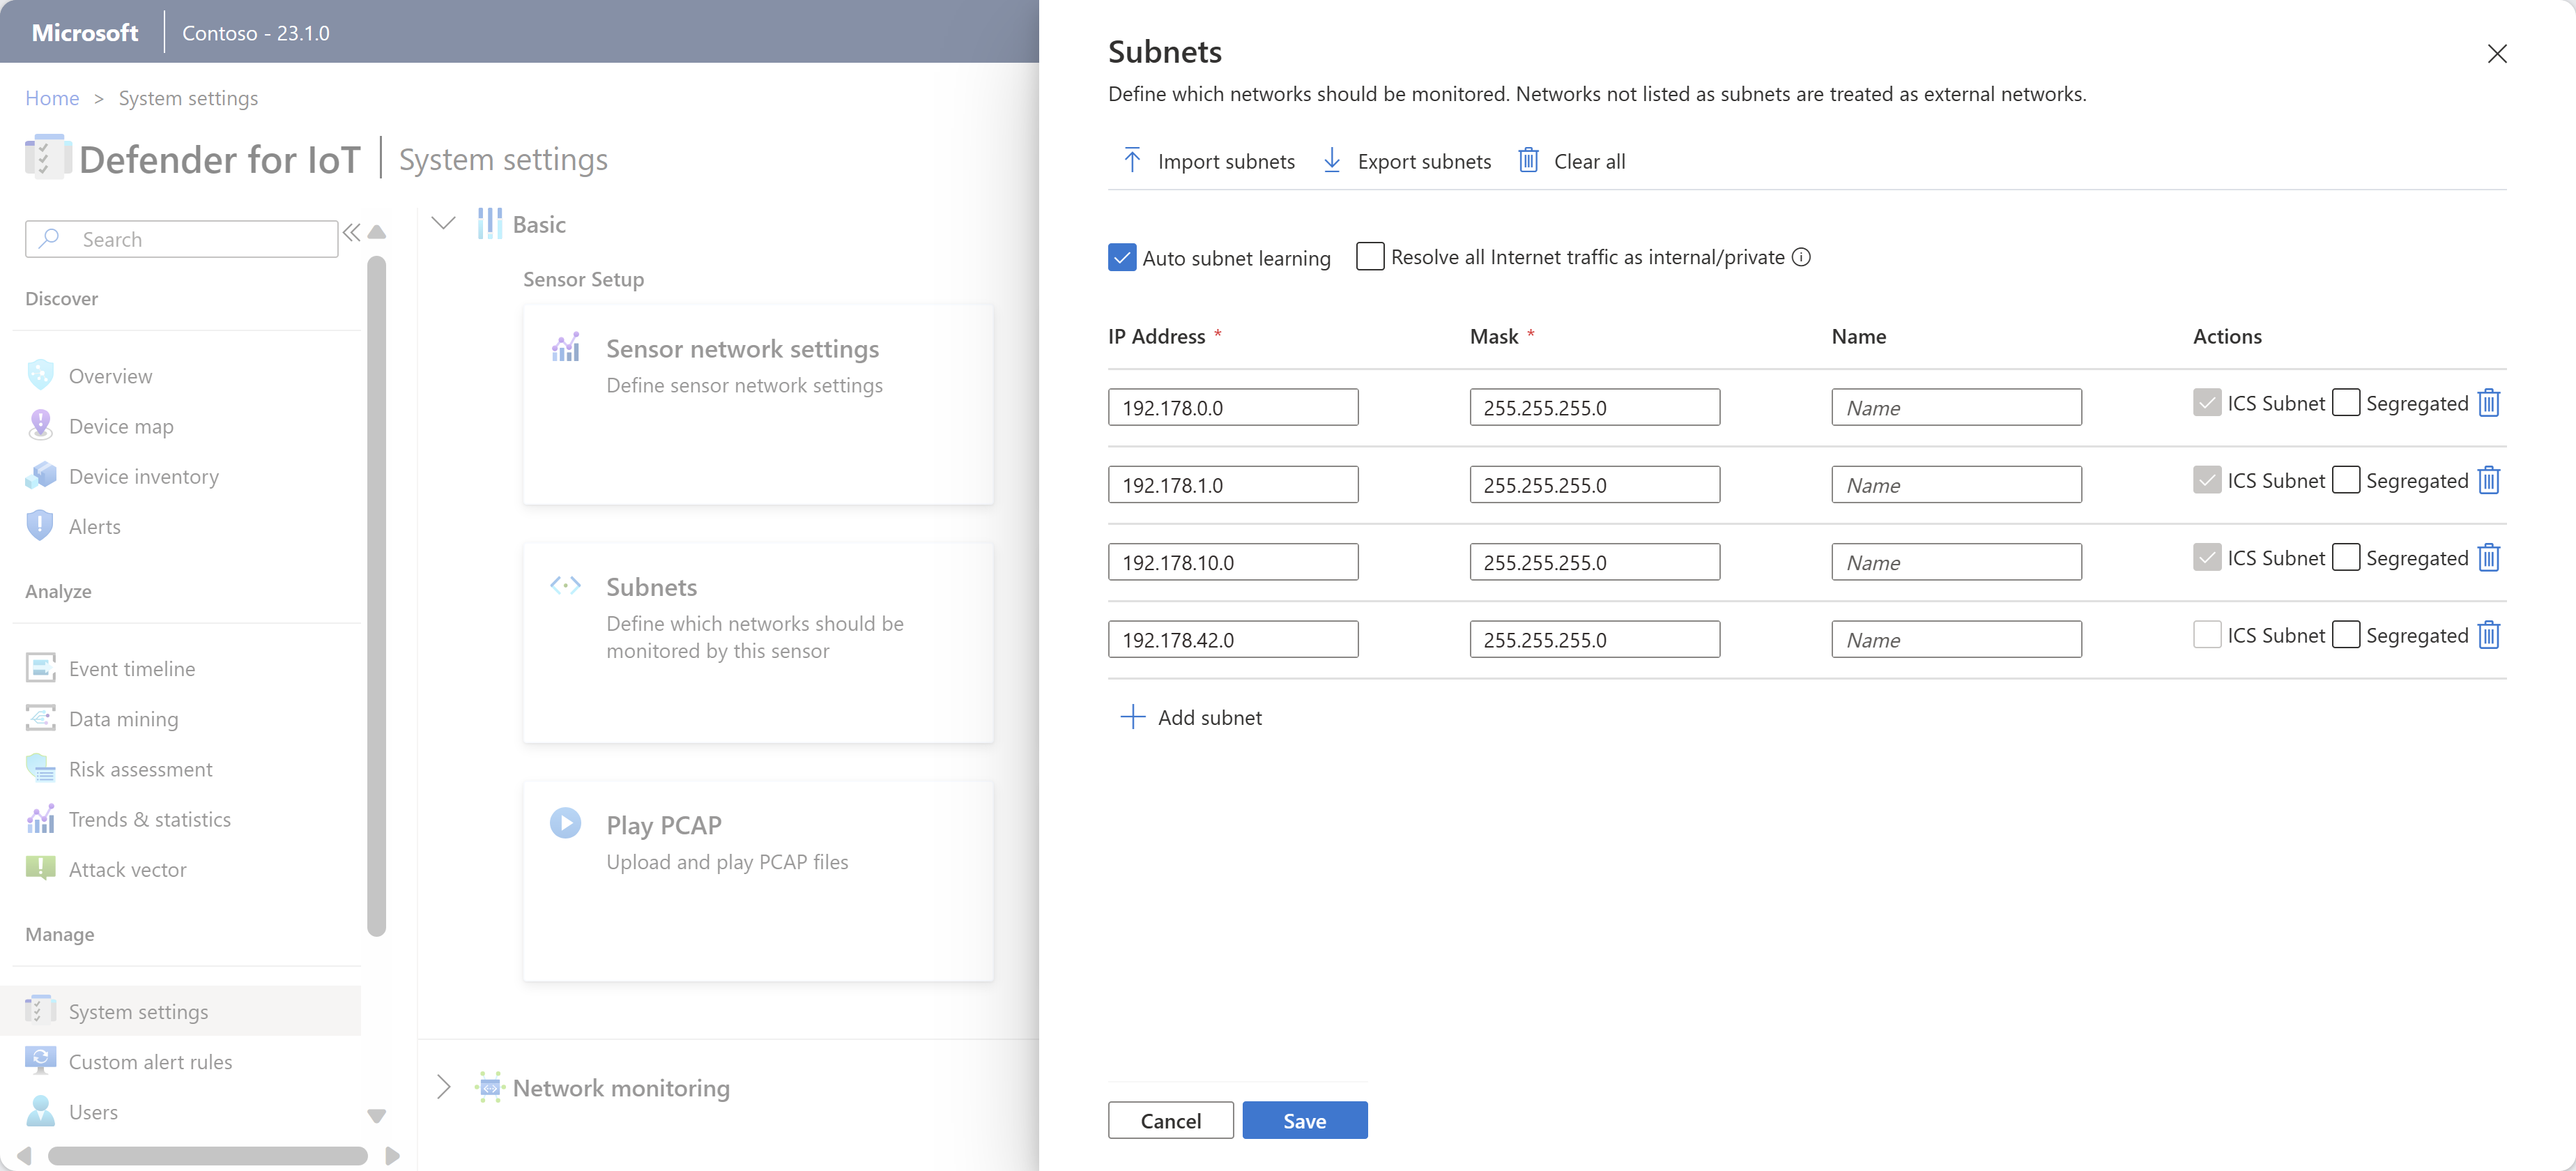 Microsoft
Contoso - 23.1.0
Home > System settings
Defender for IoT | System settings
Search
Discover
Overview
Device map
Device inventory
Alerts
Analyze
Event timeline
Data mining
Risk assessment
Trends & statistics
Attack vector
Manage
System settings
Custom alert rules
Users
Basic
Sensor Setup
Sensor network settings
Define sensor network settings
Subnets
Define which networks should be
monitored by this sensor
Play PCAP
Upload and play PCAP files
Network monitoring
Subnets
Define which networks should be monitored. Networks not listed as subnets are treated as external networks.
Import subnets Export subnets Clear all
Auto subnet learning Resolve all Internet traffic as internal/private
IP Address * Mask * Name Actions
192.178.0.0 255.255.255.0 Name ICS Subnet Segregated
192.178.1.0 255.255.255.0 Name ICS Subnet Segregated
192.178.10.0 255.255.255.0 Name ICS Subnet Segregated
192.178.42.0 255.255.255.0 Name ICS Subnet Segregated
Add subnet
Cancel Save